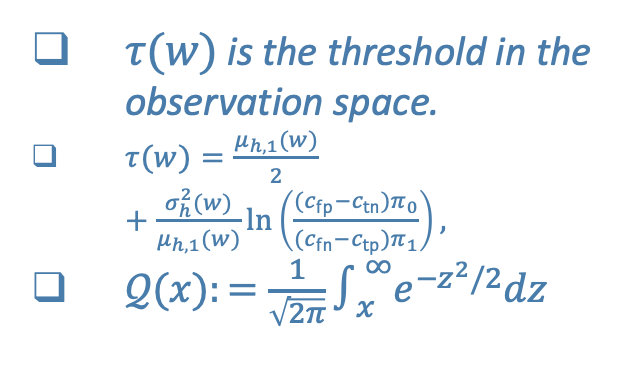 ❑ τ(w) is the threshold in the
observation space.
❑ τ(w) = μ_{h,1}(w)/2
+ σ_h^2(w)/μ_{h,1}(w) ln ((c_fp−c_tn)π_0/(c_fn−c_tp)π_1),
❑ Q(x):= 1/√2π ∫_x^∞ e^{−z^2/2}dz